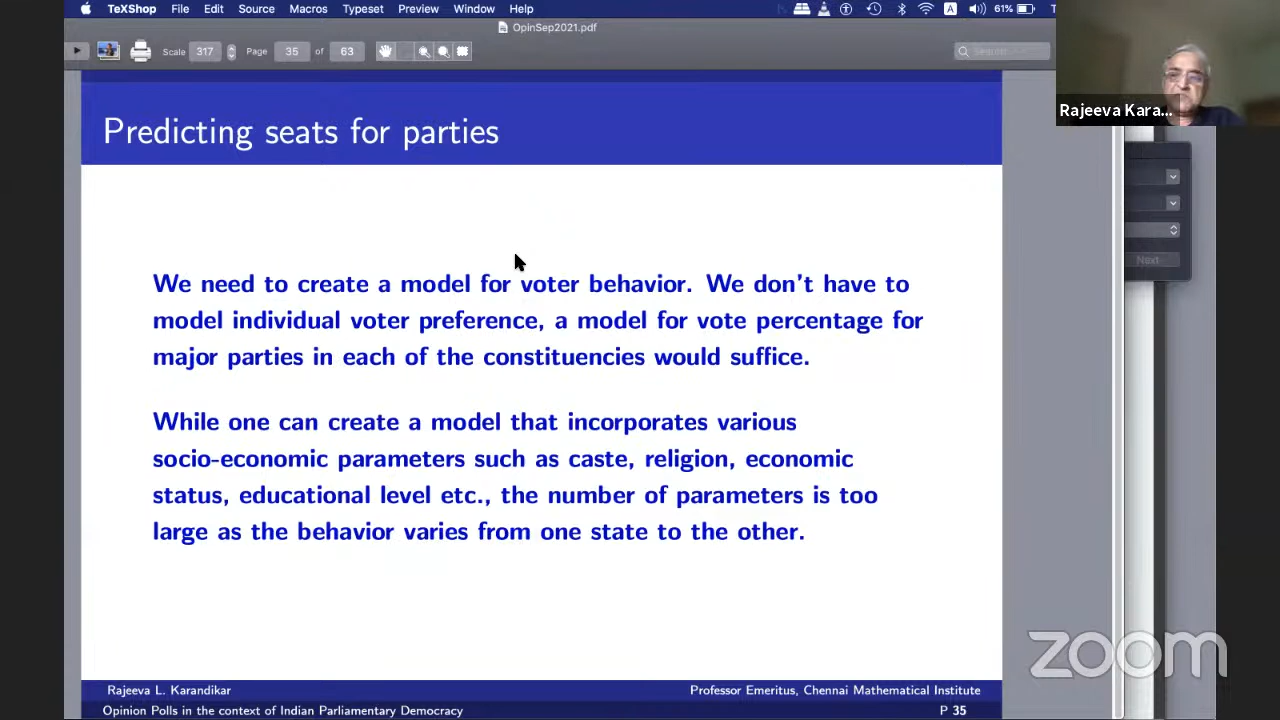 TeXShop File Edit Source Macros Typeset Preview Window Help
A 61%
OpinSep2021.pdf
Scale 317 Page 35 of 63
Search
Rajeeva Kara...
Predicting seats for parties
We need to create a model for voter behavior. We don't have to
model individual voter preference, a model for vote percentage for
major parties in each of the constituencies would suffice.
While one can create a model that incorporates various
socio-economic parameters such as caste, religion, economic
status, educational level etc., the number of parameters is too
large as the behavior varies from one state to the other.
Next
zoom
Rajeeva L. Karandikar Professor Emeritus, Chennai Mathematical Institute
Opinion Polls in the context of Indian Parliamentary Democracy P 35